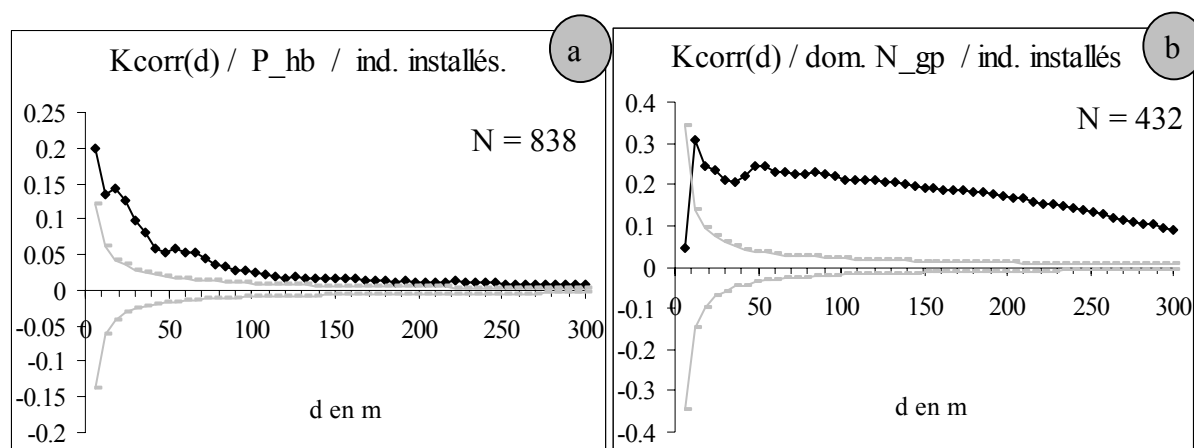 Kcorr(d) / P_hb / ind. installés.
a
N = 838
0.25
0.2
0.15
0.1
0.05
0
-0.05
-0.1
-0.15
-0.2
0 50 100 150 200 250 300
d en m
Kcorr(d) / dom. N_gp / ind. installés
b
N = 432
0.4
0.3
0.2
0.1
0
-0.1
-0.2
-0.3
-0.4
0 50 100 150 200 250 300
d en m